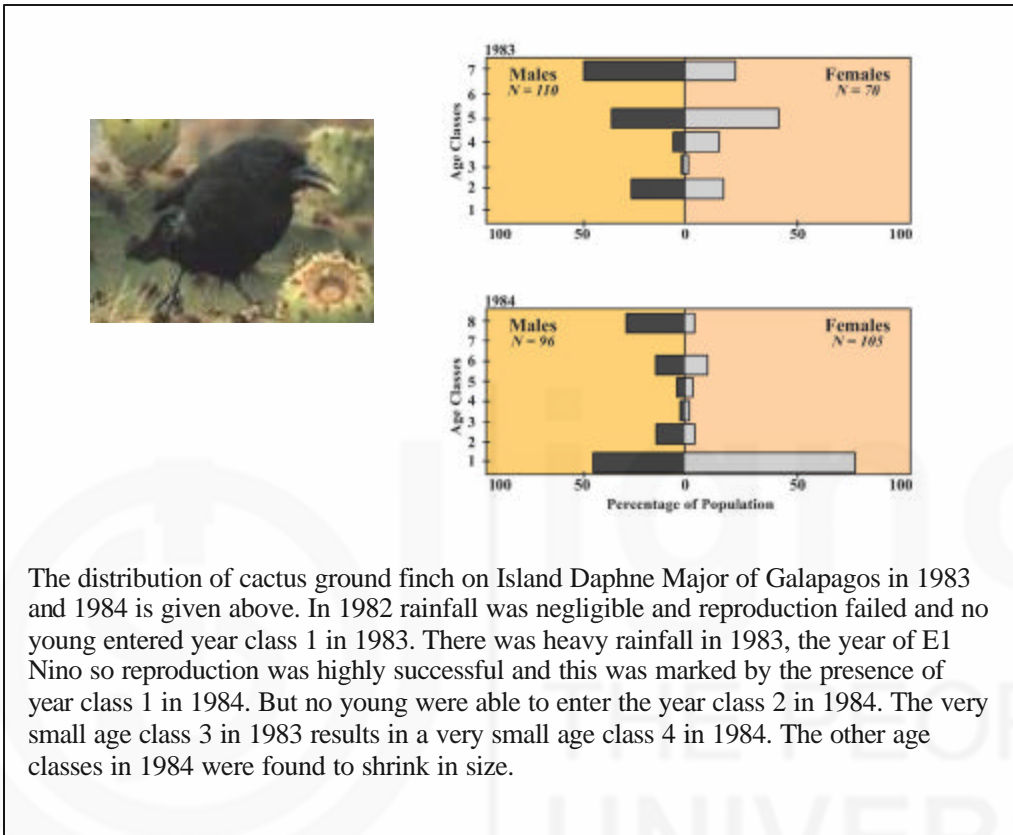 1983
Males
N = 110
Females
N = 70
Age Classes
7
6
5
4
3
2
1
100 50 0 50 100
1984
Males
N = 96
Females
N = 105
Age Classes
8
7
6
5
4
3
2
1
100 50 0 50 100
Percentage of Population
The distribution of cactus ground finch on Island Daphne Major of Galapagos in 1983
and 1984 is given above. In 1982 rainfall was negligible and reproduction failed and no
young entered year class 1 in 1983. There was heavy rainfall in 1983, the year of E1
Nino so reproduction was highly successful and this was marked by the presence of
year class 1 in 1984. But no young were able to enter the year class 2 in 1984. The very
small age class 3 in 1983 results in a very small age class 4 in 1984. The other age
classes in 1984 were found to shrink in size.
THE PEOP
UNIVER